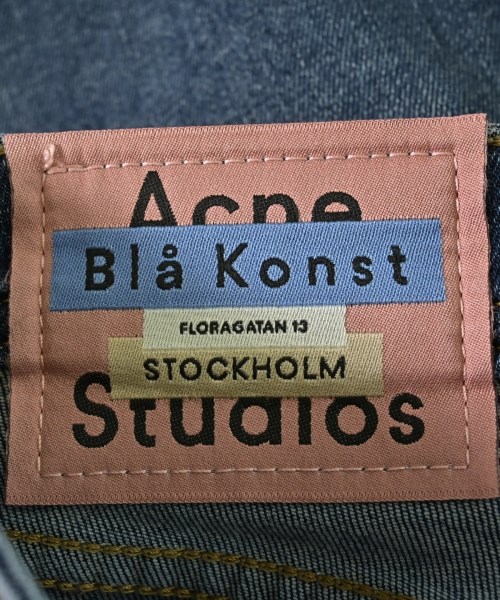 Acne
Blå Konst
FLORAGATAN 13
STOCKHOLM
Studios